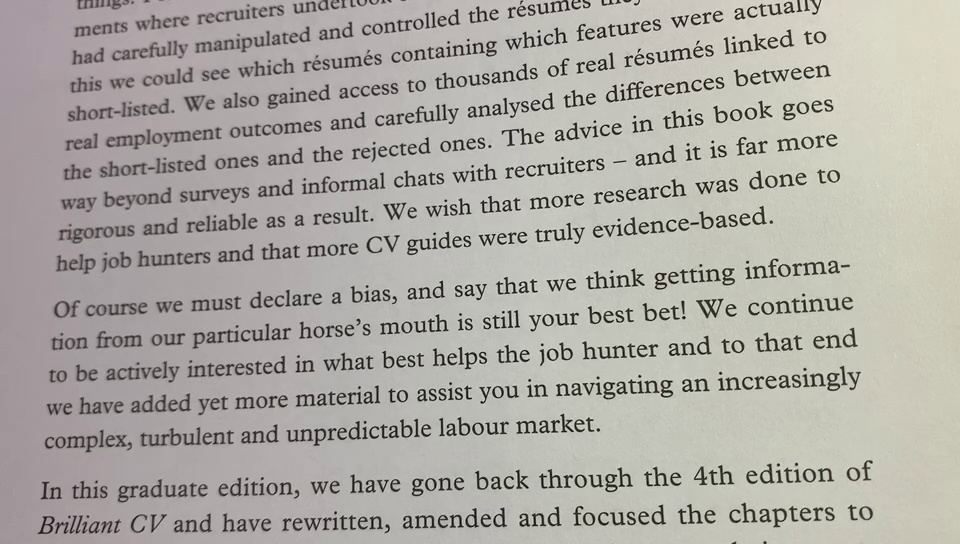 things.
ments where recruiters undertook
had carefully manipulated and controlled the résumés
this we could see which résumés containing which features were actually
short-listed. We also gained access to thousands of real résumés linked to
real employment outcomes and carefully analysed the differences between
the short-listed ones and the rejected ones. The advice in this book goes
way beyond surveys and informal chats with recruiters – and it is far more
rigorous and reliable as a result. We wish that more research was done to
help job hunters and that more CV guides were truly evidence-based.
Of course we must declare a bias, and say that we think getting informa-
tion from our particular horse's mouth is still your best bet! We continue
to be actively interested in what best helps the job hunter and to that end
we have added yet more material to assist you in navigating an increasingly
complex, turbulent and unpredictable labour market.
In this graduate edition, we have gone back through the 4th edition of
Brilliant CV and have rewritten, amended and focused the chapters to